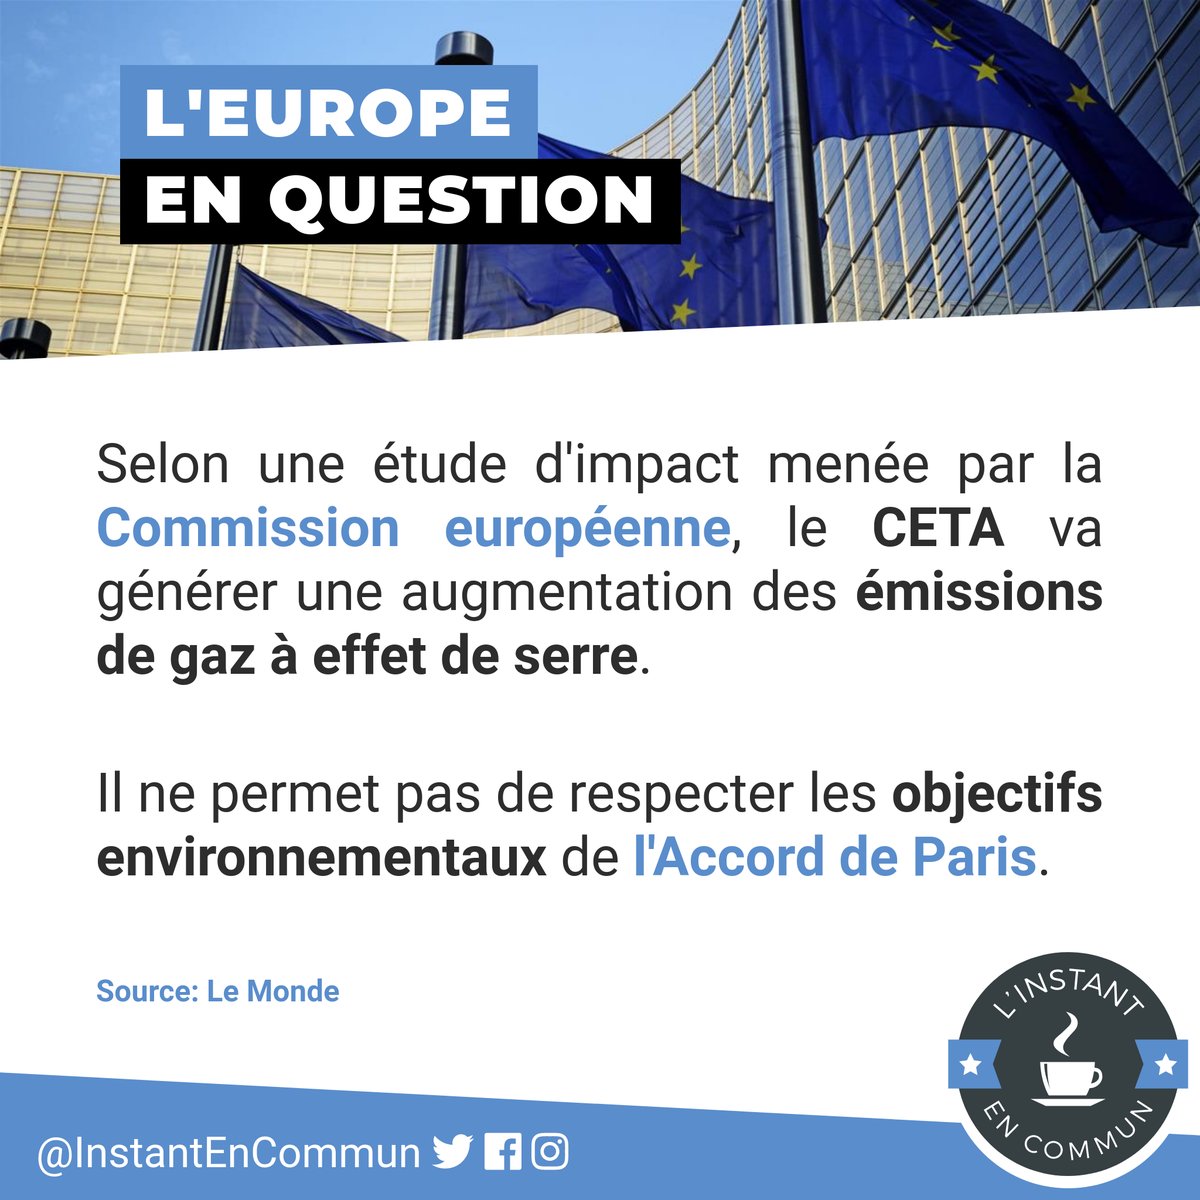 L'EUROPE
EN QUESTION
Selon une étude d'impact menée par la
Commission européenne, le CETA va
générer une augmentation des émissions
de gaz à effet de serre.
Il ne permet pas de respecter les objectifs
environnementaux de l'Accord de Paris.
Source: Le Monde
L'INSTANT
EN COMMUN
@InstantEnCommun